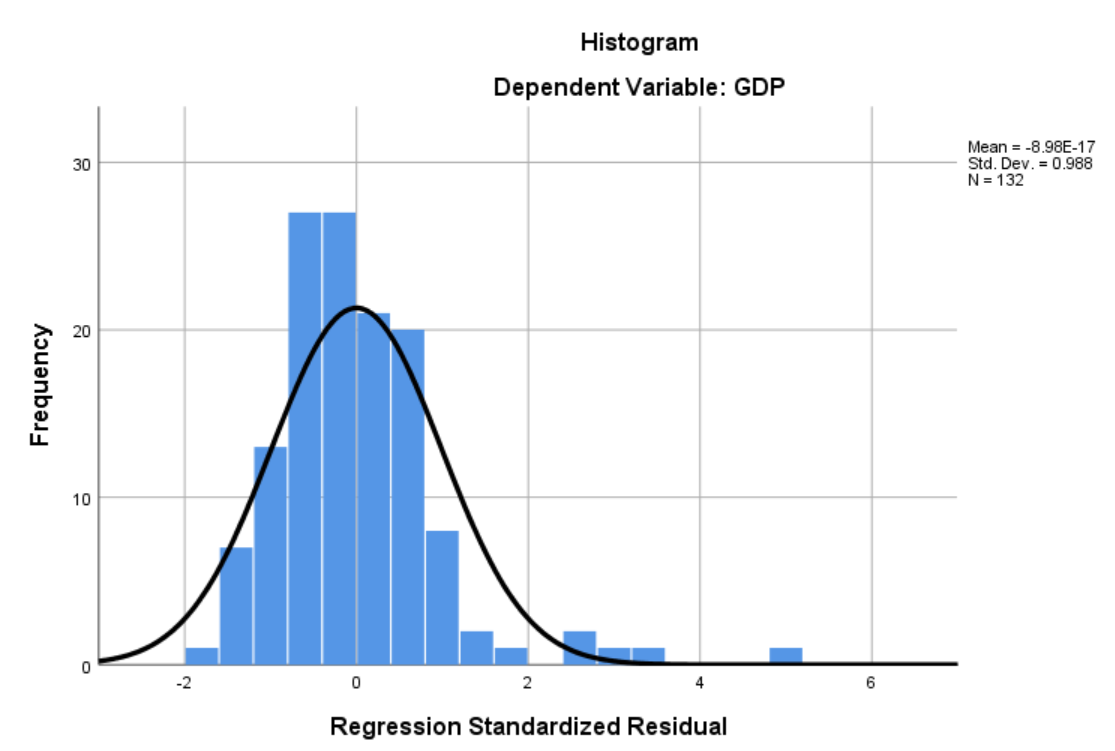 Histogram
Dependent Variable: GDP
Mean = -8.98E-17
Std. Dev. = 0.988
N = 132
30
20
10
0
Frequency
-2
0
2
4
6
Regression Standardized Residual